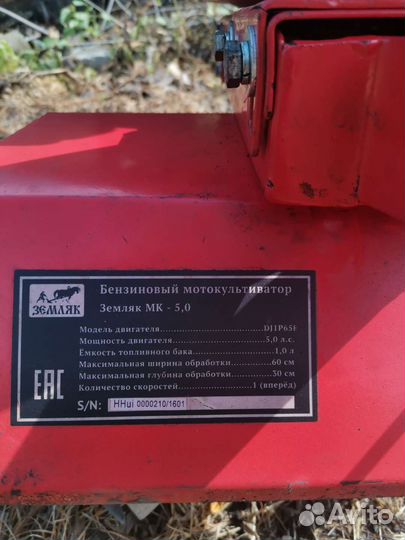 ЗЕМЛЯК
Бензиновый мотокультиватор
Земляк МК - 5,0
Модель двигателя DJ1P65F
Мощность двигателя 5,0 л.с.
Емкость топливного бака 1,0 л
Максимальная ширина обработки 60 см
Максимальная глубина обработки 30 см
Количество скоростей 1 (вперёд)
EAC
S/N: HHui 0000210/1601
Avito